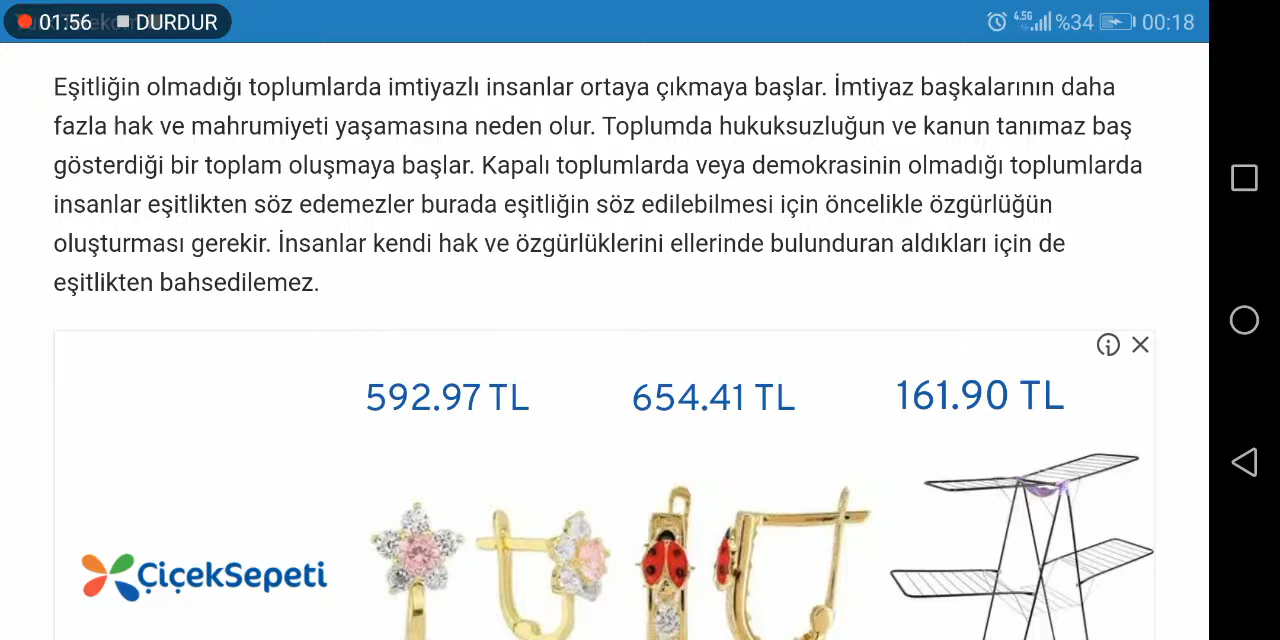 01:56 DURDUR 4.5G %34 00:18
Eşitliğin olmadığı toplumlarda imtiyazlı insanlar ortaya çıkmaya başlar. İmtiyaz başkalarının daha
fazla hak ve mahrumiyeti yaşamasına neden olur. Toplumda hukuksuzluğun ve kanun tanımaz baş
gösterdiği bir toplam oluşmaya başlar. Kapalı toplumlarda veya demokrasinin olmadığı toplumlarda
insanlar eşitlikten söz edemezler burada eşitliğin söz edilebilmesi için öncelikle özgürlüğün
oluşturması gerekir. İnsanlar kendi hak ve özgürlüklerini ellerinde bulunduran aldıkları için de
eşitlikten bahsedilemez.
592.97 TL 654.41 TL 161.90 TL
ÇiçekSepeti